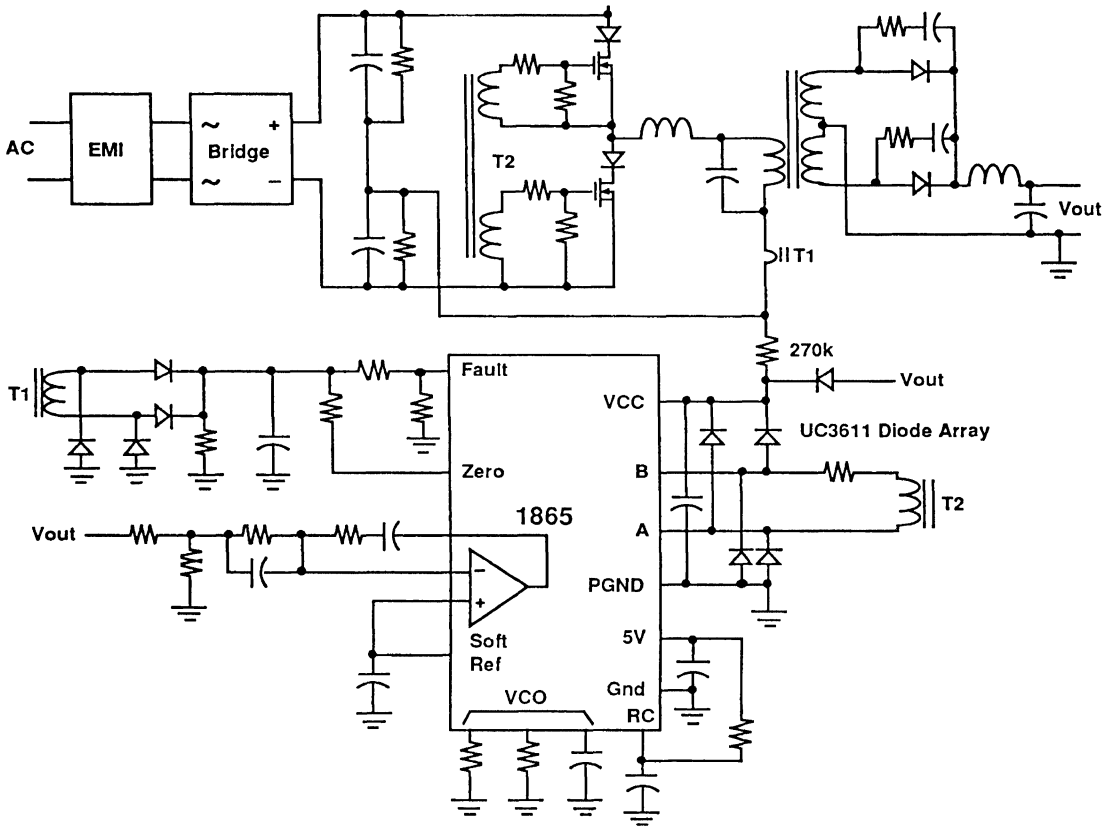 AC
EMI
~ +
Bridge
~ −
T2
T1
Vout
270k
Vout
T1
Fault
VCC
UC3611 Diode Array
Zero
B
1865
T2
Vout
A
−
+
PGND
Soft
Ref
5V
Gnd
VCO
RC